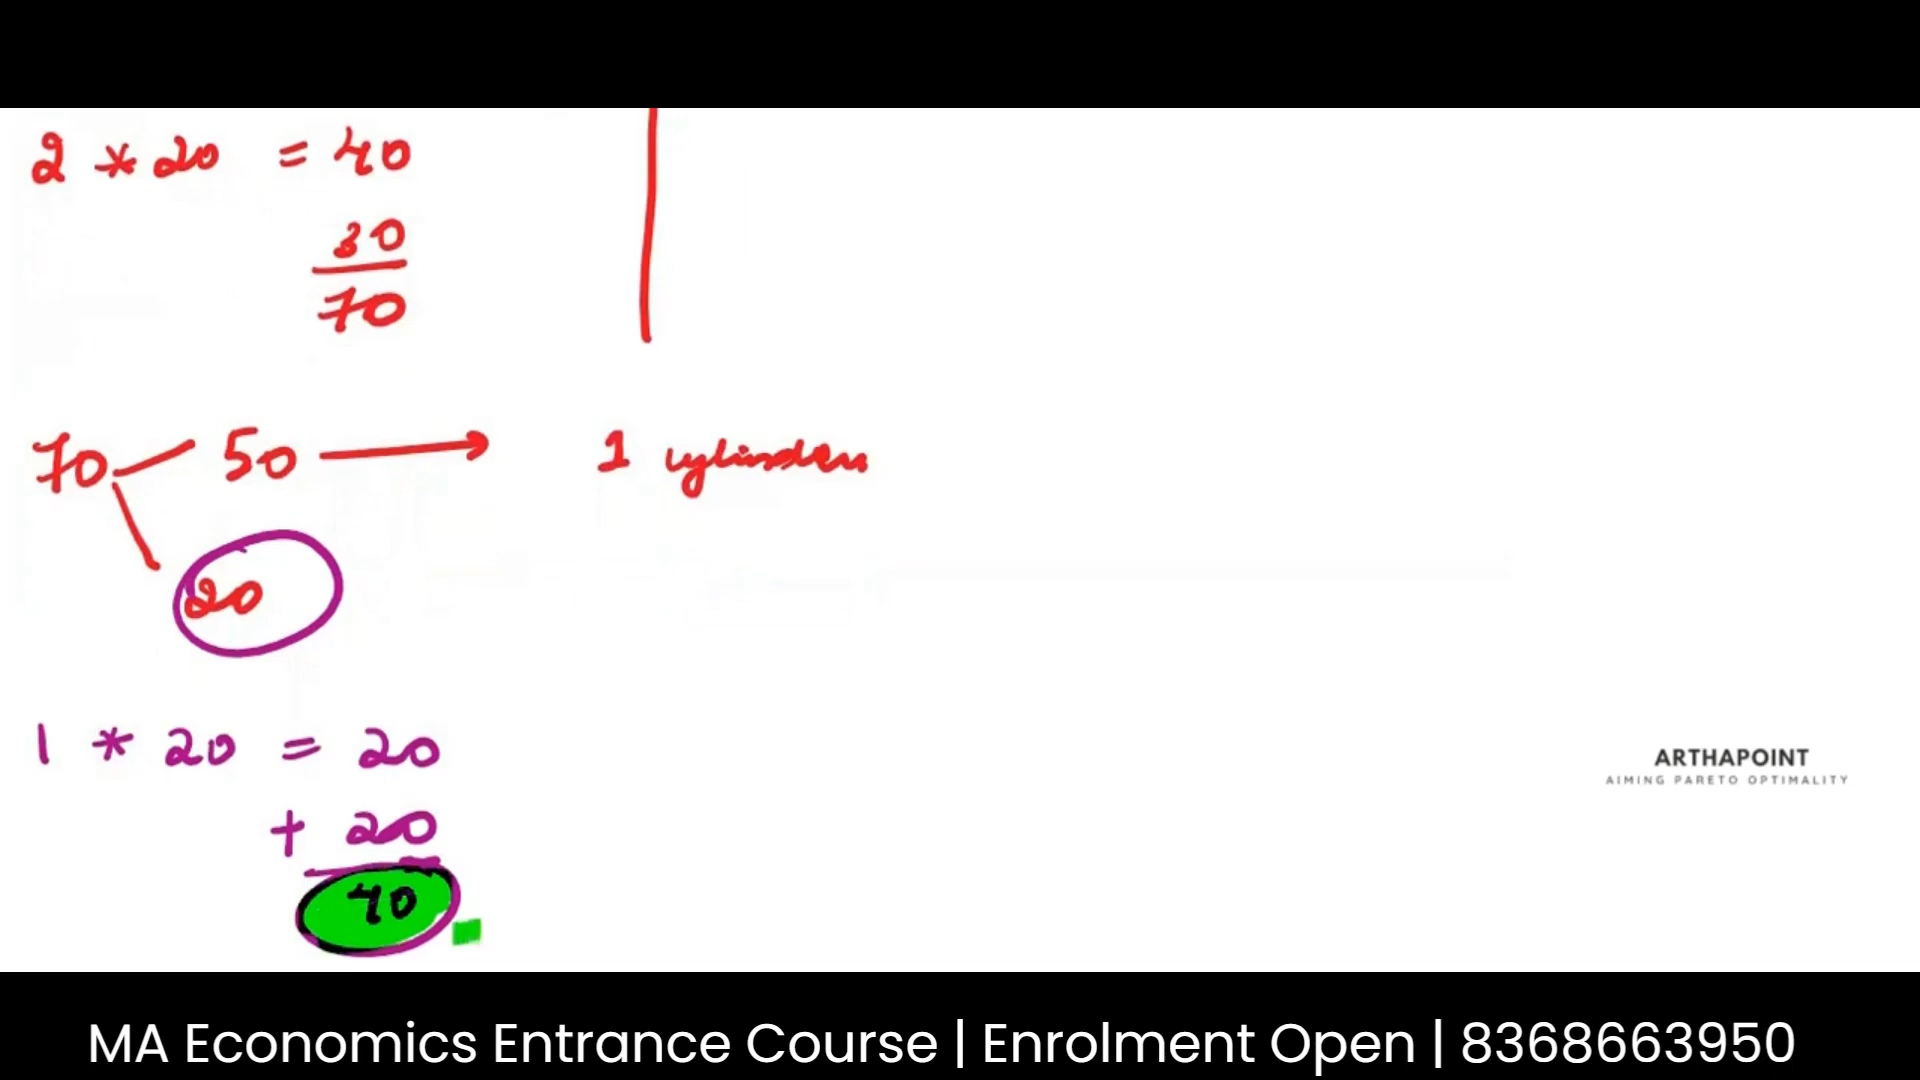 2 * 20 = 40
30
70
70 50 → 1 cylinder
20
1 * 20 = 20
+ 20
40
ARTHAPOINT
AIMING PARETO OPTIMALITY
MA Economics Entrance Course | Enrolment Open | 8368663950